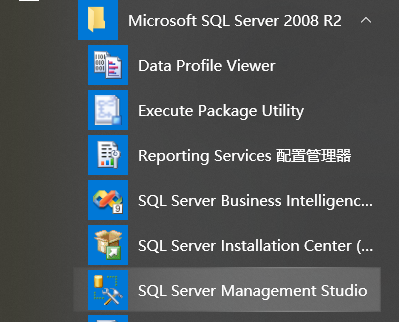 Microsoft SQL Server 2008 R2
Data Profile Viewer
Execute Package Utility
Reporting Services 配置管理器
SQL Server Business Intelligenc...
SQL Server Installation Center (...
SQL Server Management Studio